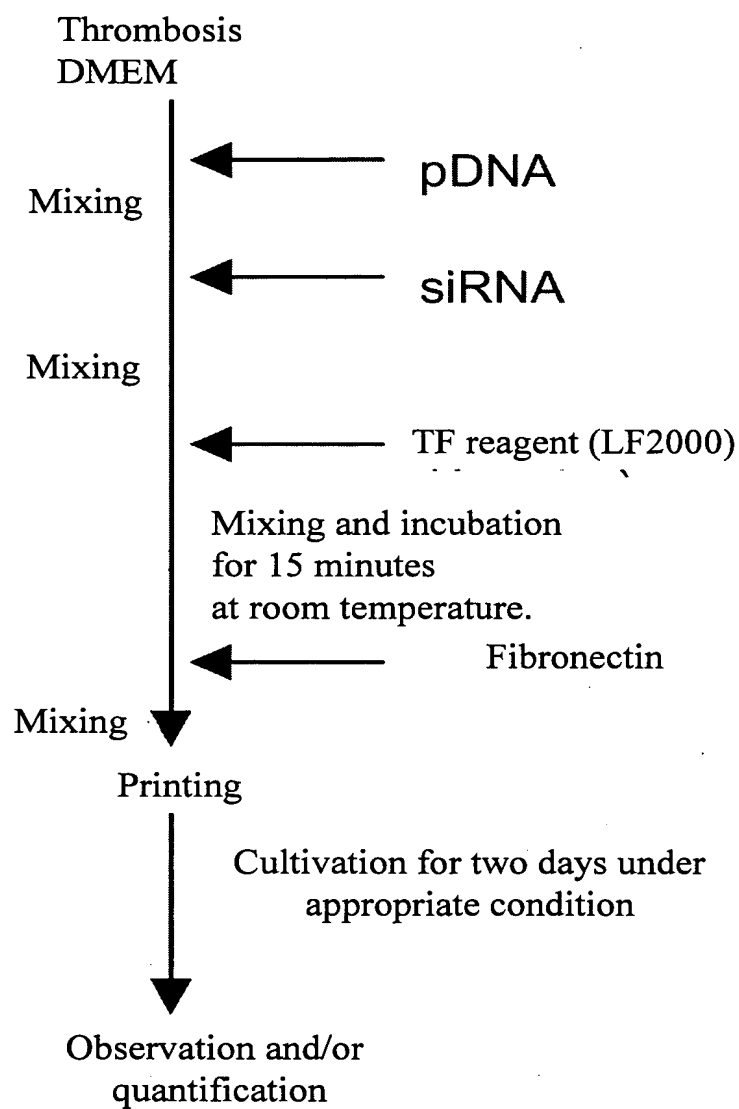 Thrombosis
DMEM
pDNA
Mixing
siRNA
Mixing
TF reagent (LF2000)
Mixing and incubation
for 15 minutes
at room temperature.
Fibronectin
Mixing
Printing
Cultivation for two days under
appropriate condition
Observation and/or
quantification